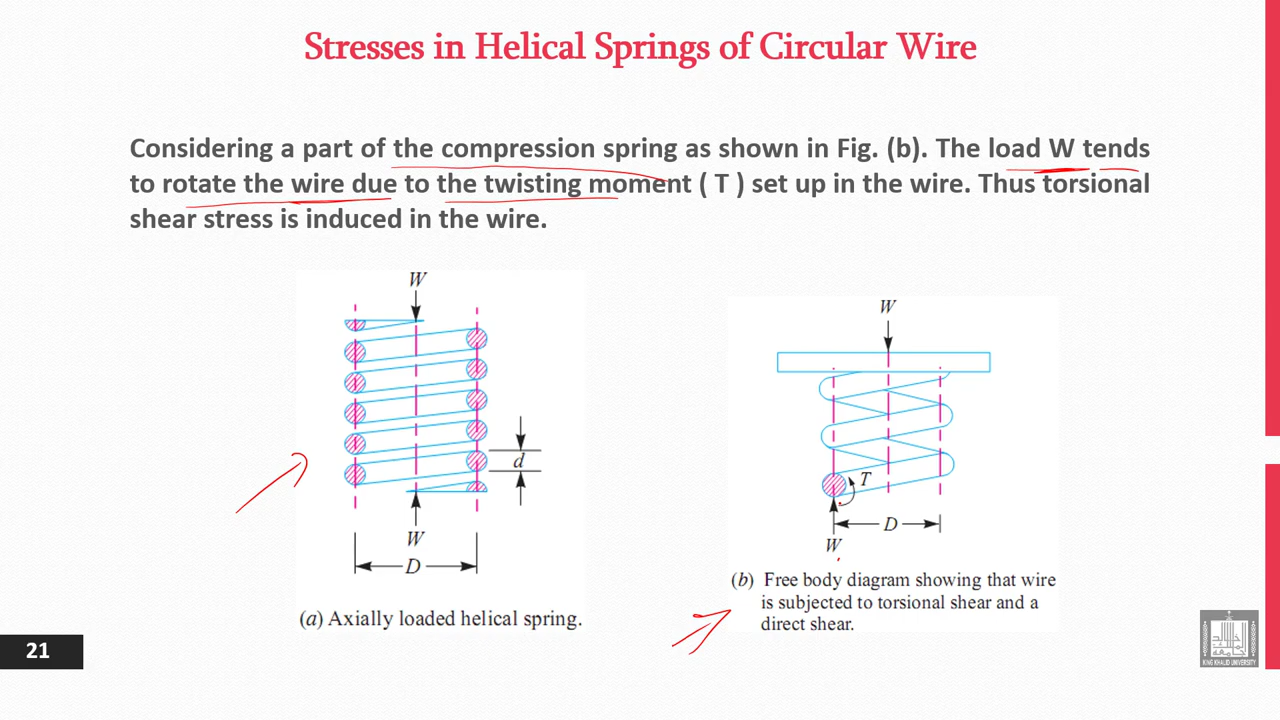 Stresses in Helical Springs of Circular Wire
Considering a part of the compression spring as shown in Fig. (b). The load W tends
to rotate the wire due to the twisting moment ( T ) set up in the wire. Thus torsional
shear stress is induced in the wire.
W
d
W
D
(a) Axially loaded helical spring.
W
T
D
W
(b) Free body diagram showing that wire
is subjected to torsional shear and a
direct shear.
21
KING KHALID UNIVERSITY